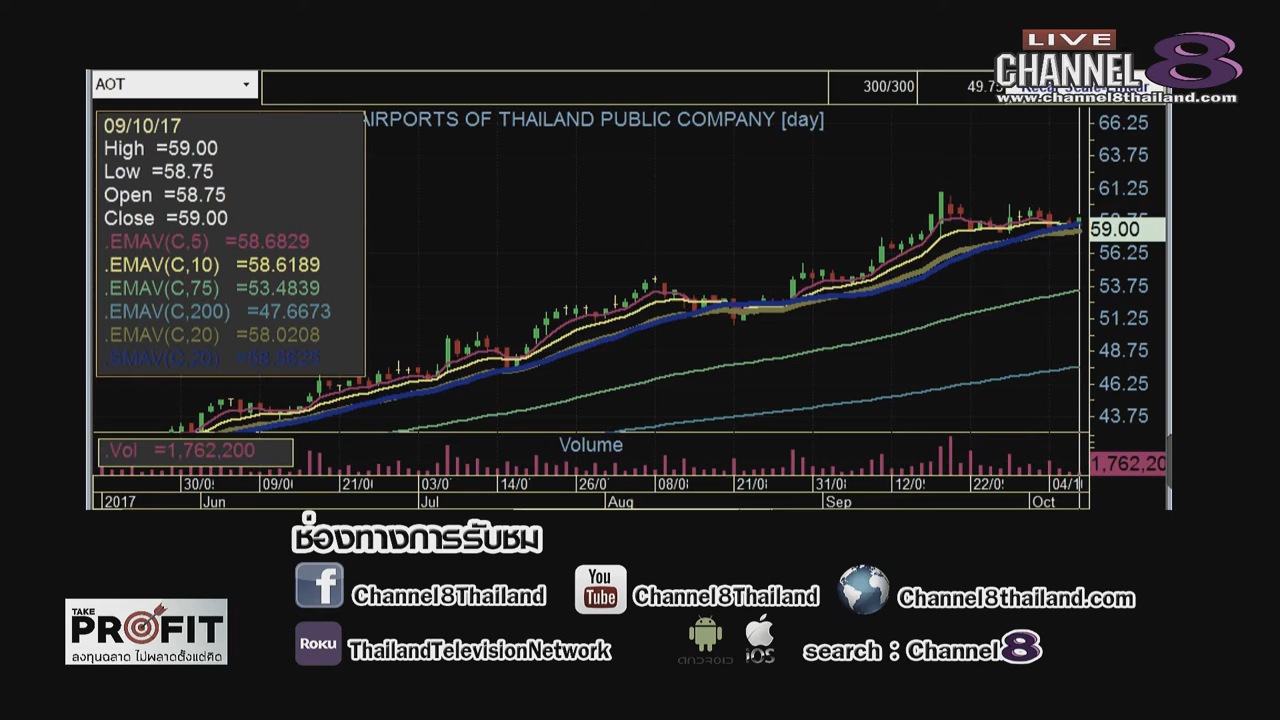 LIVE
CHANNEL 8
www.channel8thailand.com
AOT
300/300
AIRPORTS OF THAILAND PUBLIC COMPANY [day]
09/10/17
High =59.00
Low =58.75
Open =58.75
Close =59.00
.EMAV(C,5) =58.6829
.EMAV(C,10) =58.6189
.EMAV(C,75) =53.4839
.EMAV(C,200) =47.6673
.EMAV(C,20) =58.0208
.SMAV(C,20) =58.5625
66.25
63.75
61.25
59.00
56.25
53.75
51.25
48.75
46.25
43.75
.Vol =1,762,200
Volume
1,762,20
30/0 09/0 21/0 03/0 14/0 26/0 08/0 21/0 31/0 12/0 22/0 04/1
2017 Jun Jul Aug Sep Oct
ช่องทางการรับชม
f Channel8Thailand You Tube Channel8Thailand Channel8thailand.com
TAKE
PROFIT
ลงทุนฉลาด ไม่พลาดตั้งแต่คิด
Roku ThailandTelevisionNetwork ANDROID iOS search : Channel 8